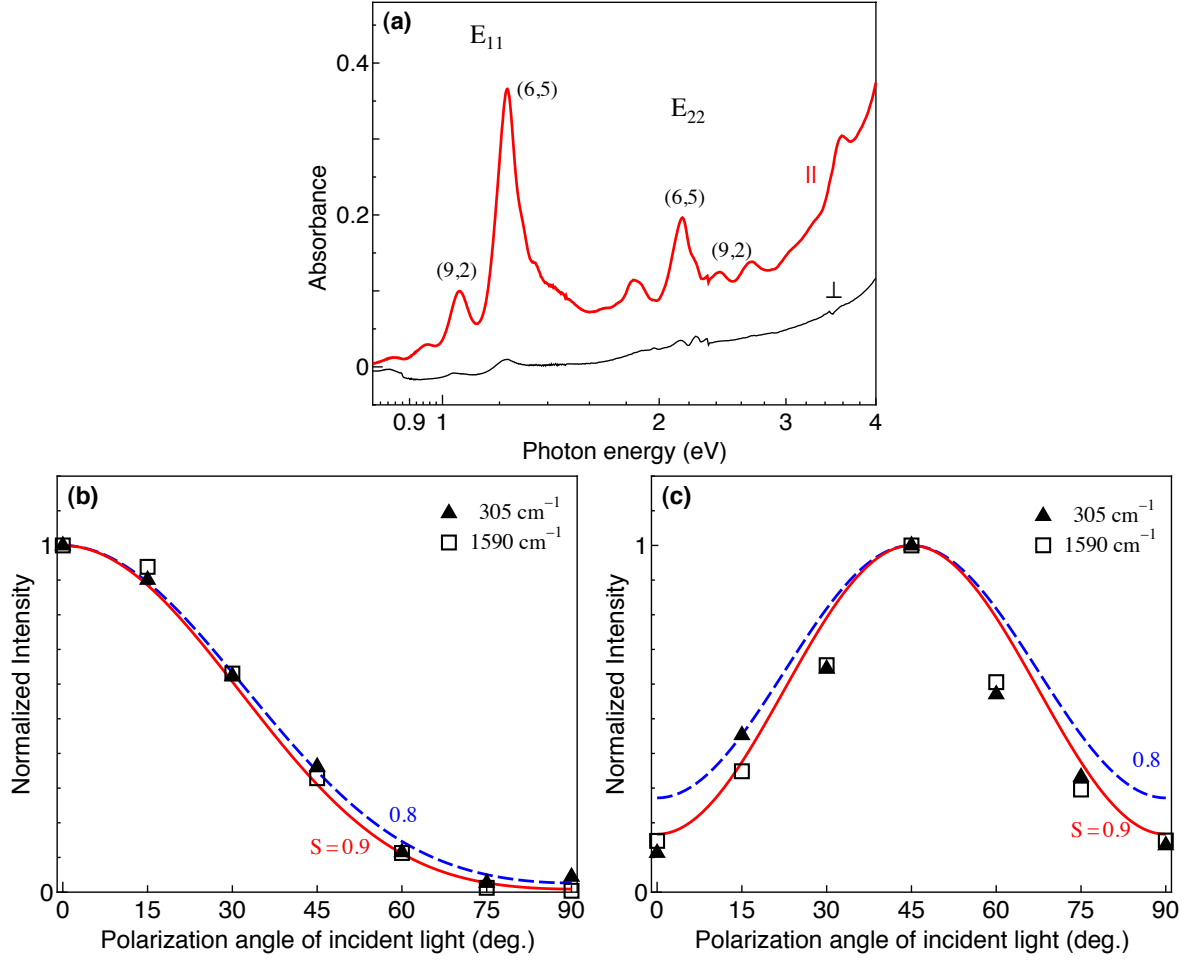 (a)
E₁₁
(6,5)
E₂₂
(6,5)
(9,2)
(9,2)
||
⊥
0.4
0.2
0
Absorbance
0.9 1 2 3 4
Photon energy (eV)
(b)
▲ 305 cm⁻¹
□ 1590 cm⁻¹
1
0
Normalized Intensity
0.8
S = 0.9
0 15 30 45 60 75 90
Polarization angle of incident light (deg.)
(c)
▲ 305 cm⁻¹
□ 1590 cm⁻¹
1
0
Normalized Intensity
0.8
S = 0.9
0 15 30 45 60 75 90
Polarization angle of incident light (deg.)